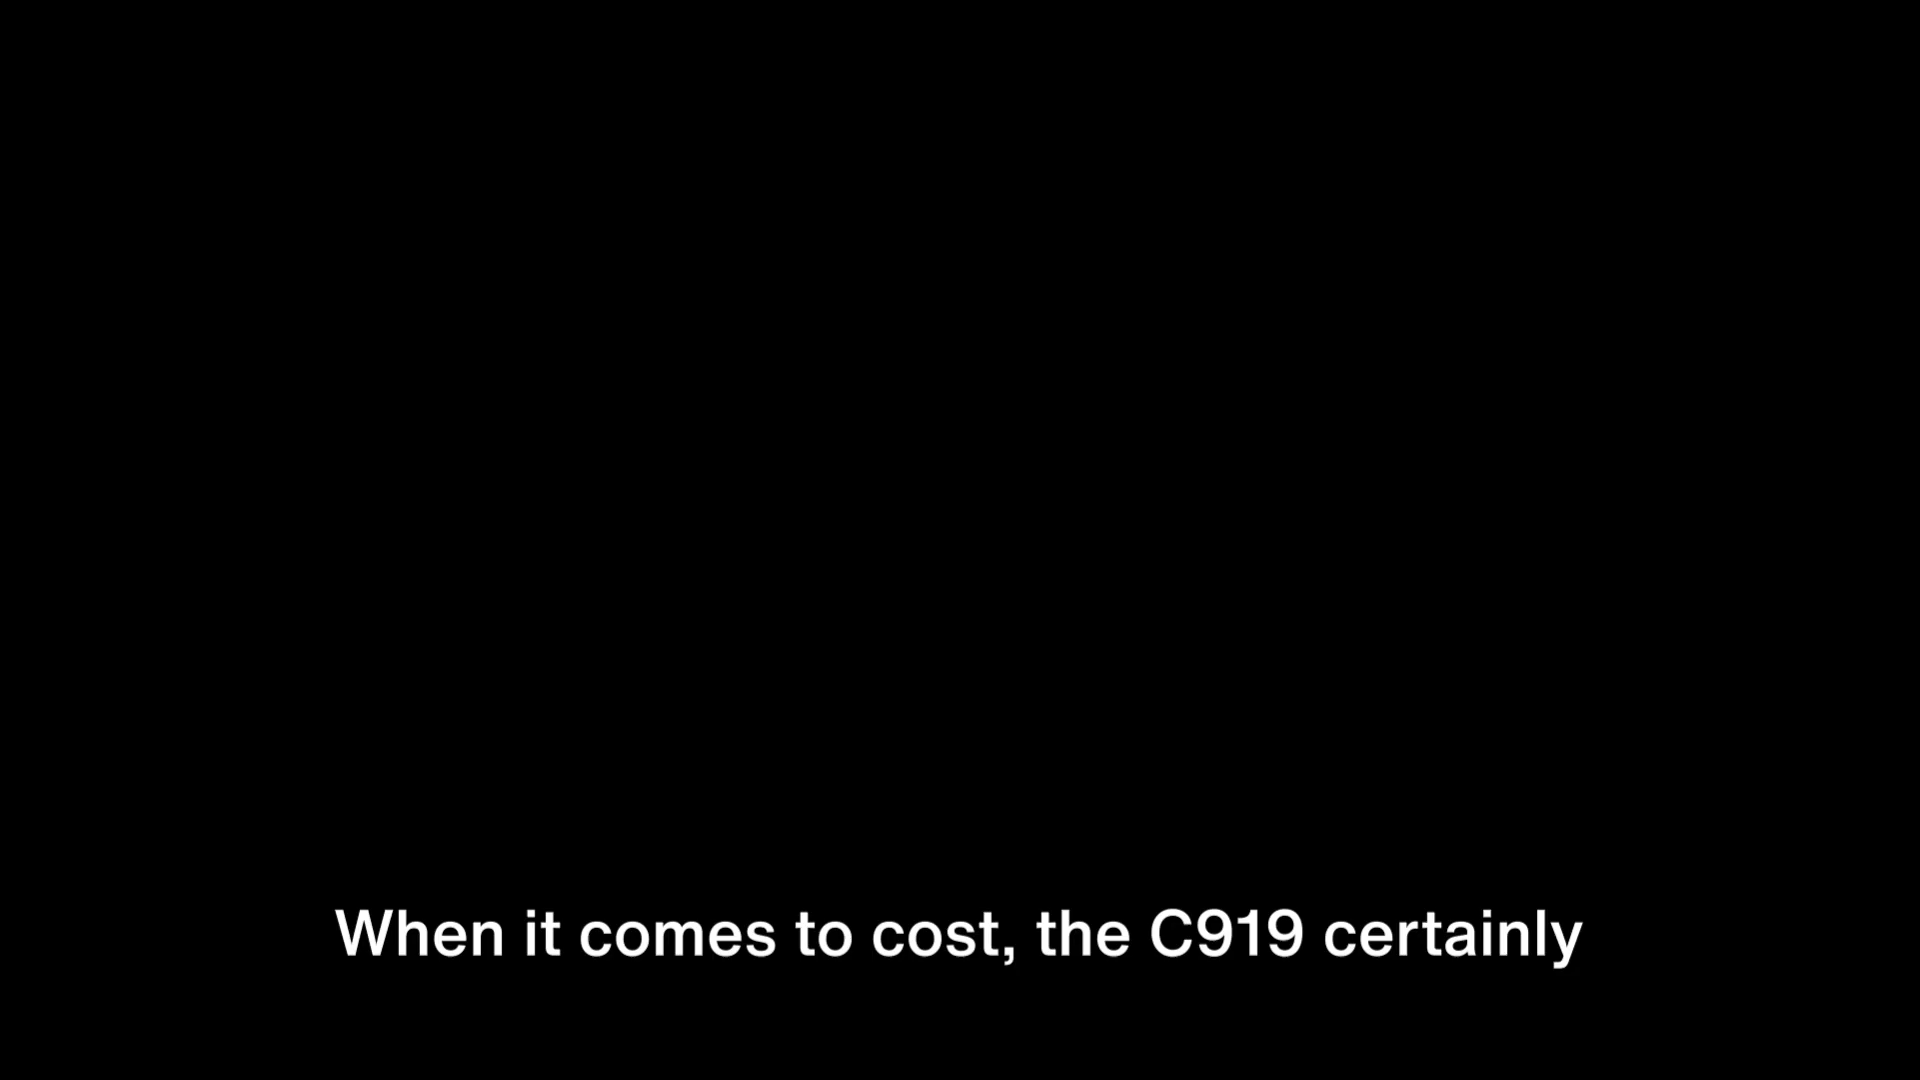 When it comes to cost, the C919 certainly